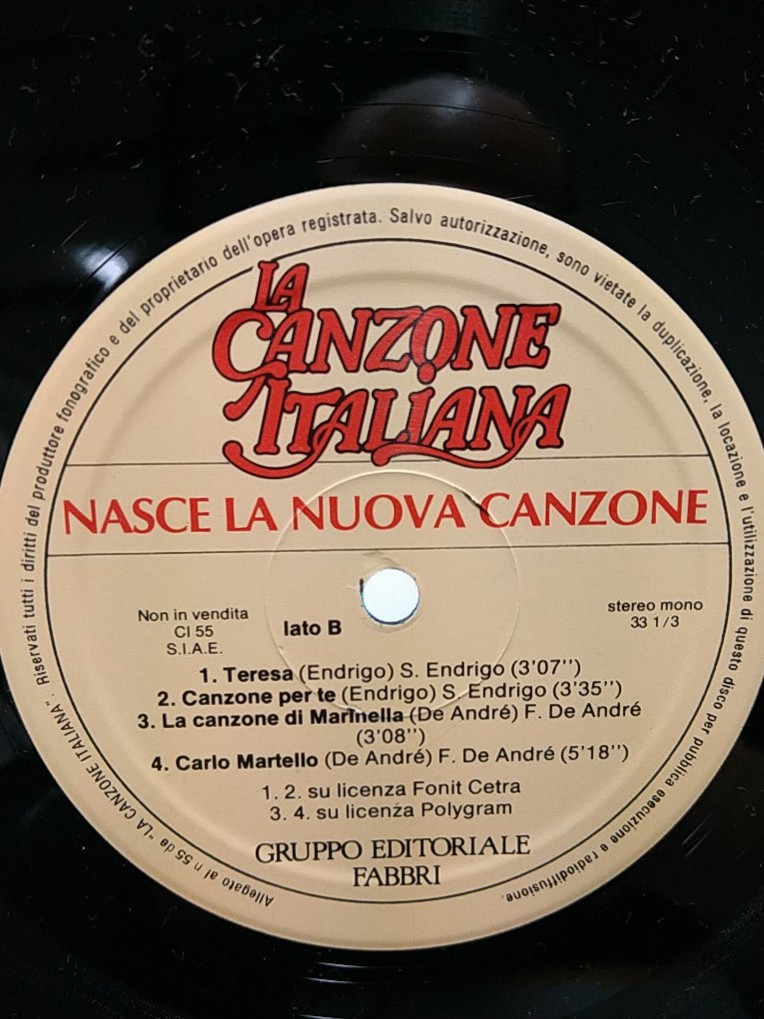 Riservati tutti i diritti del produttore fonografico e del proprietario dell'opera registrata. Salvo autorizzazione, sono vietate la duplicazione, la locazione e l'utilizzazione di questo disco per pubblica esecuzione e radiodiffusione.
LA
CANZONE
ITALIANA
NASCE LA NUOVA CANZONE
Non in vendita
CI 55
S.I.A.E.
lato B
stereo mono
33 1/3
1. Teresa (Endrigo) S. Endrigo (3'07'')
2. Canzone per te (Endrigo) S. Endrigo (3'35'')
3. La canzone di Marinella (De André) F. De André
(3'08'')
4. Carlo Martello (De André) F. De André (5'18'')
1. 2. su licenza Fonit Cetra
3. 4. su licenza Polygram
GRUPPO EDITORIALE
FABBRI
Allegato al n 55 de "LA CANZONE ITALIANA".